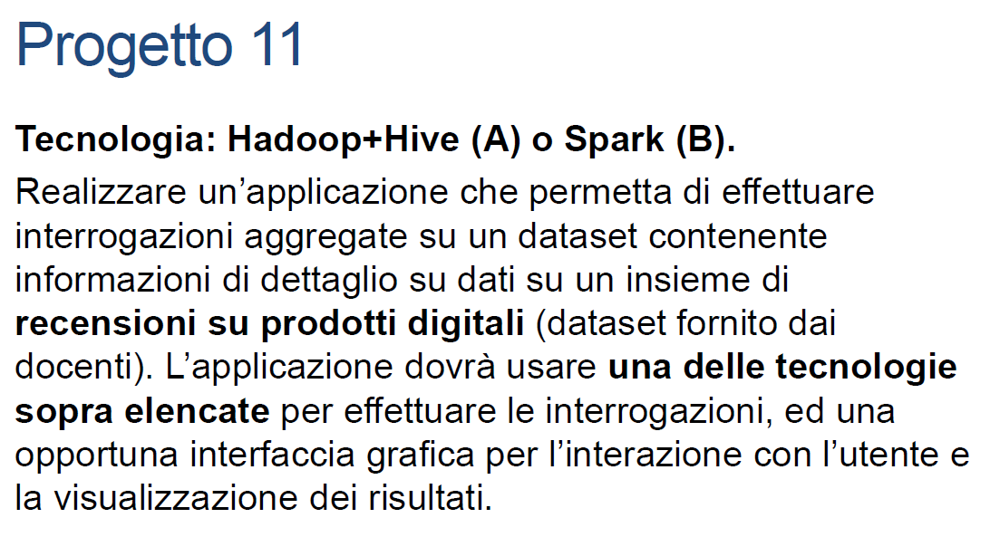 Progetto 11
Tecnologia: Hadoop+Hive (A) o Spark (B).
Realizzare un’applicazione che permetta di effettuare
interrogazioni aggregate su un dataset contenente
informazioni di dettaglio su dati su un insieme di
recensioni su prodotti digitali (dataset fornito dai
docenti). L’applicazione dovrà usare una delle tecnologie
sopra elencate per effettuare le interrogazioni, ed una
opportuna interfaccia grafica per l’interazione con l’utente e
la visualizzazione dei risultati.